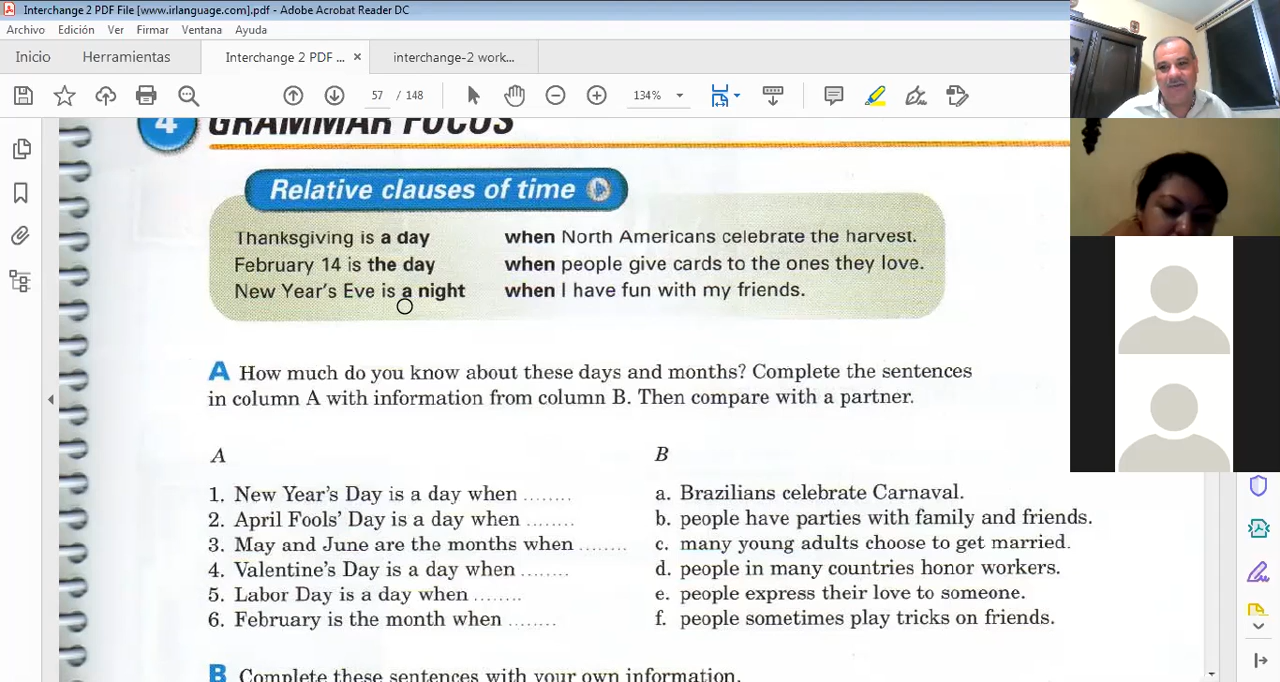 Interchange 2 PDF File [www.irlanguage.com].pdf - Adobe Acrobat Reader DC
Archivo Edición Ver Firmar Ventana Ayuda
Inicio Herramientas Interchange 2 PDF ... × interchange-2 work...
57 / 148 134%
4 GRAMMAR FOCUS
Relative clauses of time
Thanksgiving is a day when North Americans celebrate the harvest.
February 14 is the day when people give cards to the ones they love.
New Year's Eve is a night when I have fun with my friends.
A How much do you know about these days and months? Complete the sentences
in column A with information from column B. Then compare with a partner.
A
1. New Year's Day is a day when ........
2. April Fools' Day is a day when ........
3. May and June are the months when ........
4. Valentine's Day is a day when ........
5. Labor Day is a day when ........
6. February is the month when ........
B
a. Brazilians celebrate Carnaval.
b. people have parties with family and friends.
c. many young adults choose to get married.
d. people in many countries honor workers.
e. people express their love to someone.
f. people sometimes play tricks on friends.
B Complete these sentences with your own information.